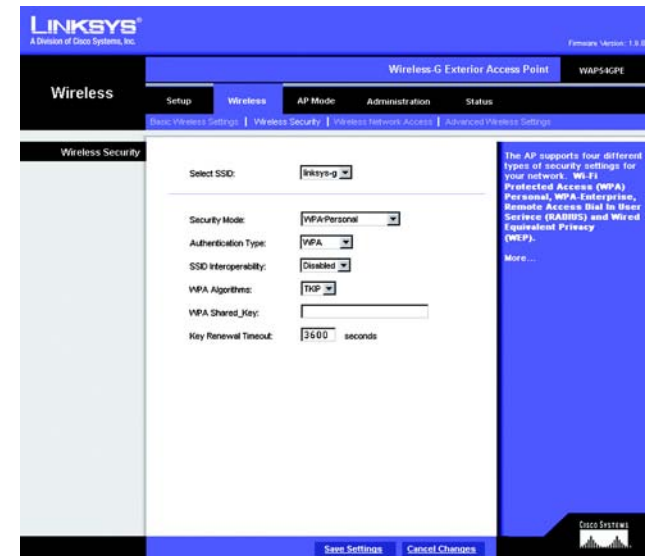 LINKSYS®
A Division of Cisco Systems, Inc.
Firmware Version: 1.0.0
Wireless-G Exterior Access Point WAP54GPE
Wireless
Setup Wireless AP Mode Administration Status
Basic Wireless Settings | Wireless Security | Wireless Network Access | Advanced Wireless Settings
Wireless Security
Select SSID: linksys-g
Security Mode: WPA-Personal
Authentication Type: WPA
SSID Interoperability: Disabled
WPA Algorithms: TKIP
WPA Shared_Key:
Key Renewal Timeout: 3600 seconds
The AP supports four different
types of security settings for
your network. Wi-Fi
Protected Access (WPA)
Personal, WPA-Enterprise,
Remote Access Dial In User
Serivce (RADIUS) and Wired
Equivalent Privacy
(WEP).
More...
Save Settings Cancel Changes
CISCO SYSTEMS